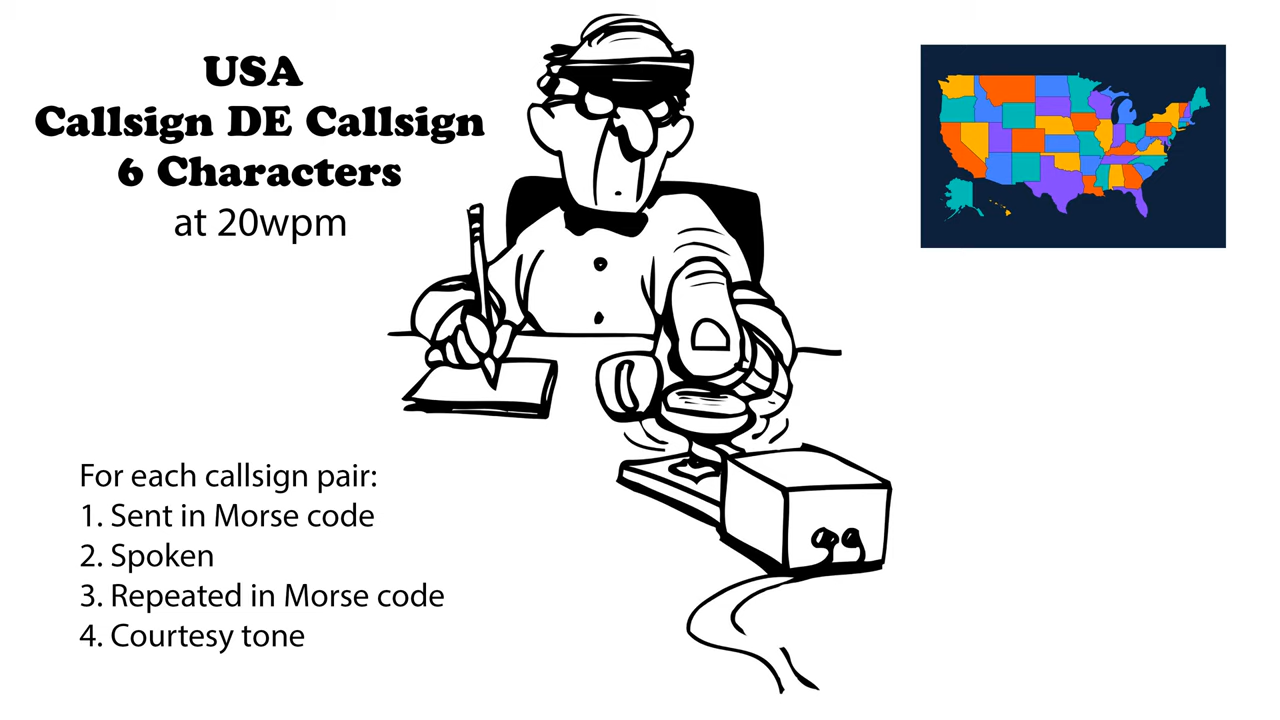 USA
Callsign DE Callsign
6 Characters
at 20wpm
For each callsign pair:
1. Sent in Morse code
2. Spoken
3. Repeated in Morse code
4. Courtesy tone